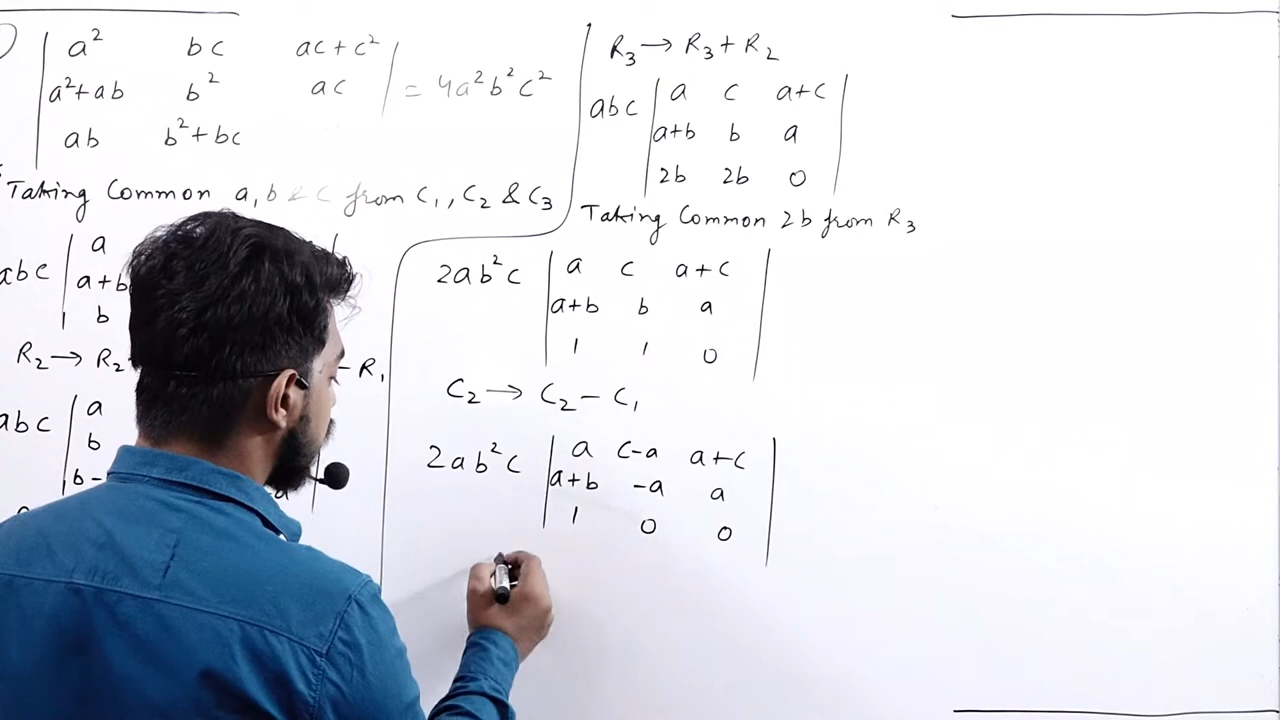 a² bc ac + c²
a²+ab b² ac = 4a²b²c²
ab b² + bc
Taking Common a, b & c from C₁, C₂ & C₃
abc a
a+b
b
R₂ → R₂ - R₁
abc a
b
b- -a
R₃ → R₃ + R₂
abc a c a+c
a+b b a
2b 2b 0
Taking Common 2b from R₃
2ab²c a c a+c
a+b b a
1 1 0
C₂ → C₂ - C₁
2ab²c a c-a a+c
a+b -a a
1 0 0